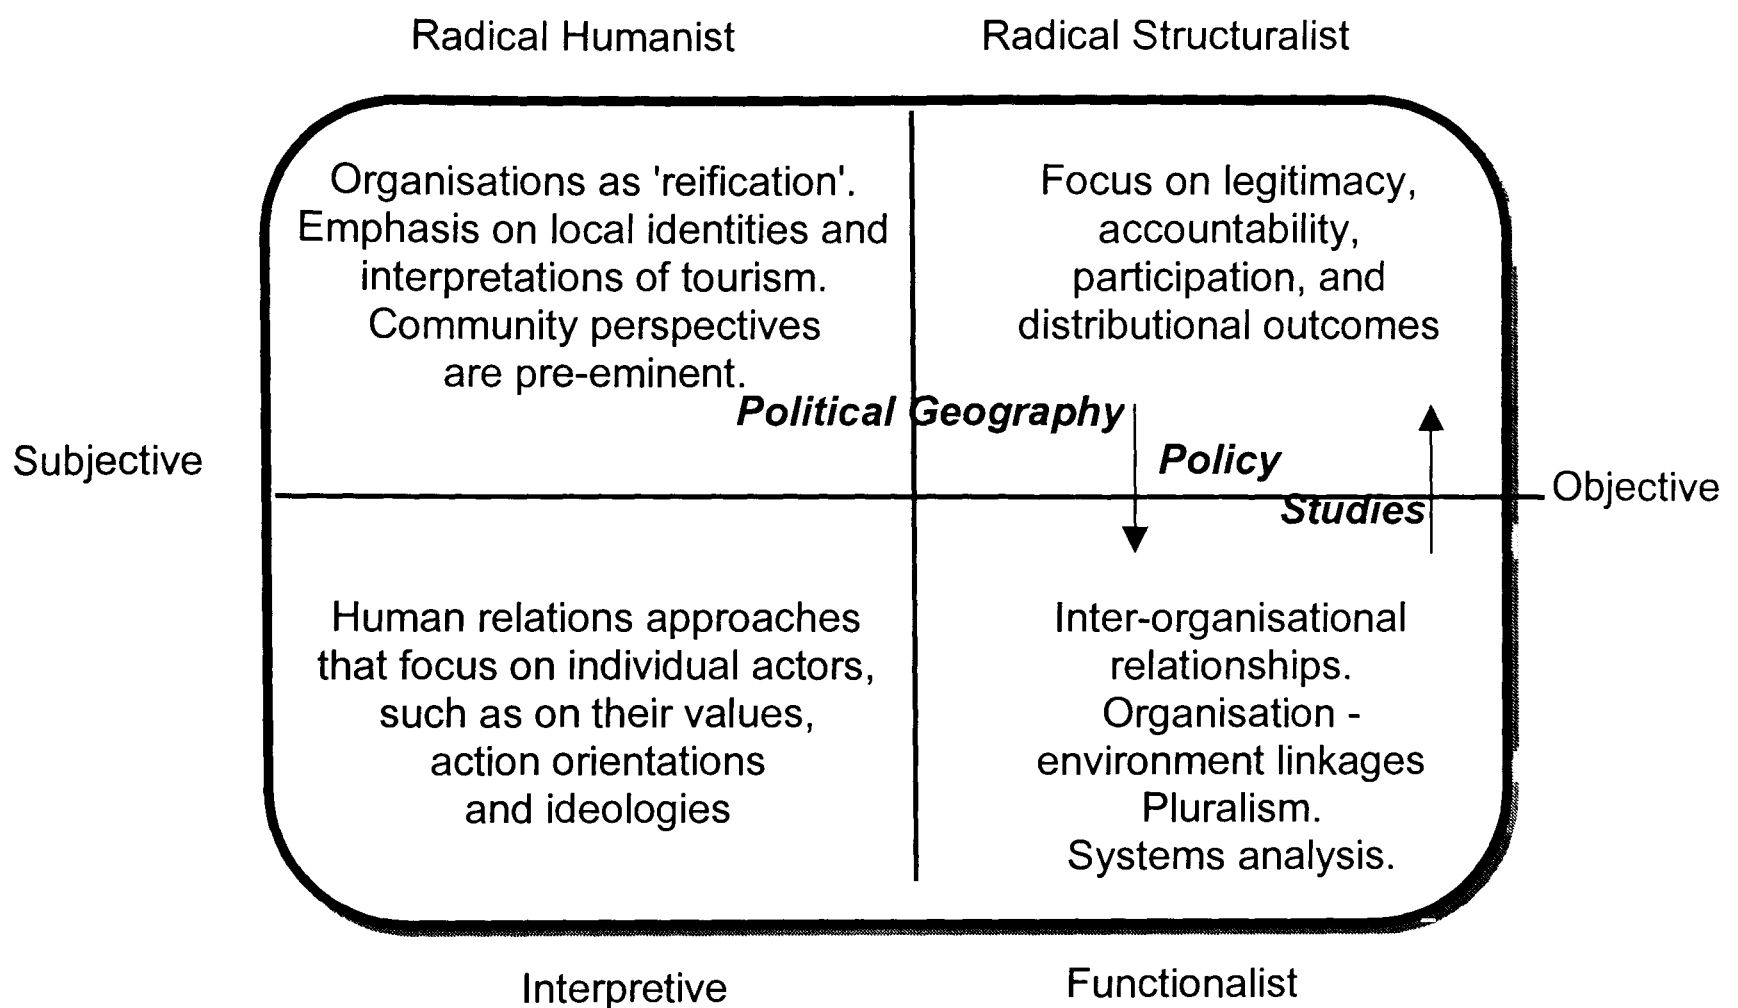 Radical Humanist
Radical Structuralist
Organisations as 'reification'.
Emphasis on local identities and
interpretations of tourism.
Community perspectives
are pre-eminent.
Focus on legitimacy,
accountability,
participation, and
distributional outcomes
Political Geography
Policy
Studies
Subjective
Objective
Human relations approaches
that focus on individual actors,
such as on their values,
action orientations
and ideologies
Inter-organisational
relationships.
Organisation -
environment linkages
Pluralism.
Systems analysis.
Interpretive
Functionalist